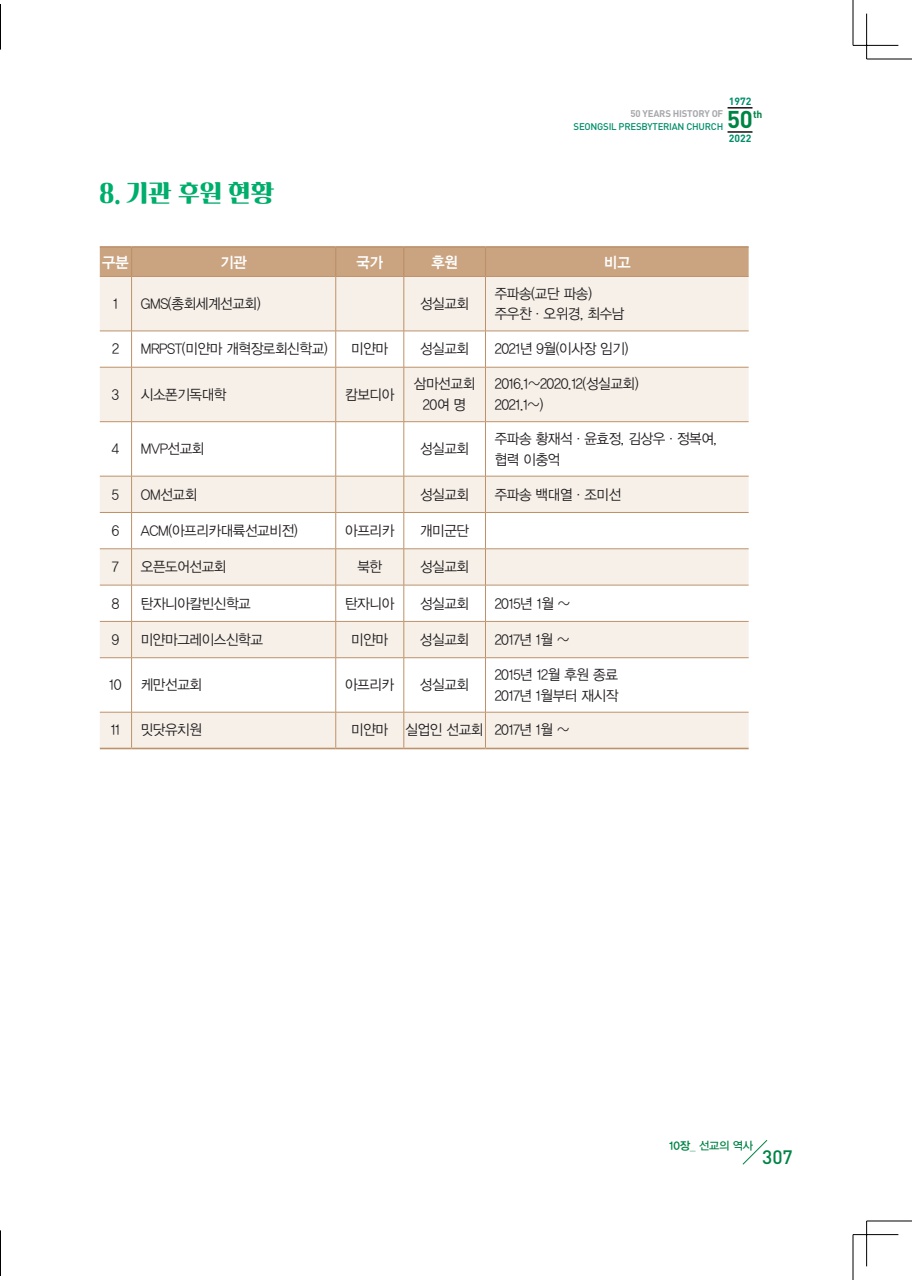 1972
50 YEARS HISTORY OF
SEONGSIL PRESBYTERIAN CHURCH
50th
2022
8. 기관 후원 현황
구분 기관 국가 후원 비고
1 GMS(총회세계선교회) 성실교회 주파송(교단 파송)
주우찬 · 오위경, 최수남
2 MRPST(미얀마 개혁장로회신학교) 미얀마 성실교회 2021년 9월(이사장 임기)
3 시소폰기독대학 캄보디아 삼마선교회 2016.1~2020.12(성실교회)
20여 명 2021.1~)
4 MVP선교회 성실교회 주파송 황재석 · 윤효정, 김상우 · 정복여,
협력 이충억
5 OM선교회 성실교회 주파송 백대열 · 조미선
6 ACM(아프리카대륙선교비전) 아프리카 개미군단
7 오픈도어선교회 북한 성실교회
8 탄자니아칼빈신학교 탄자니아 성실교회 2015년 1월 ~
9 미얀마그레이스신학교 미얀마 성실교회 2017년 1월 ~
10 케만선교회 아프리카 성실교회 2015년 12월 후원 종료
2017년 1월부터 재시작
11 밋닷유치원 미얀마 실업인 선교회 2017년 1월 ~
10장_ 선교의 역사 307